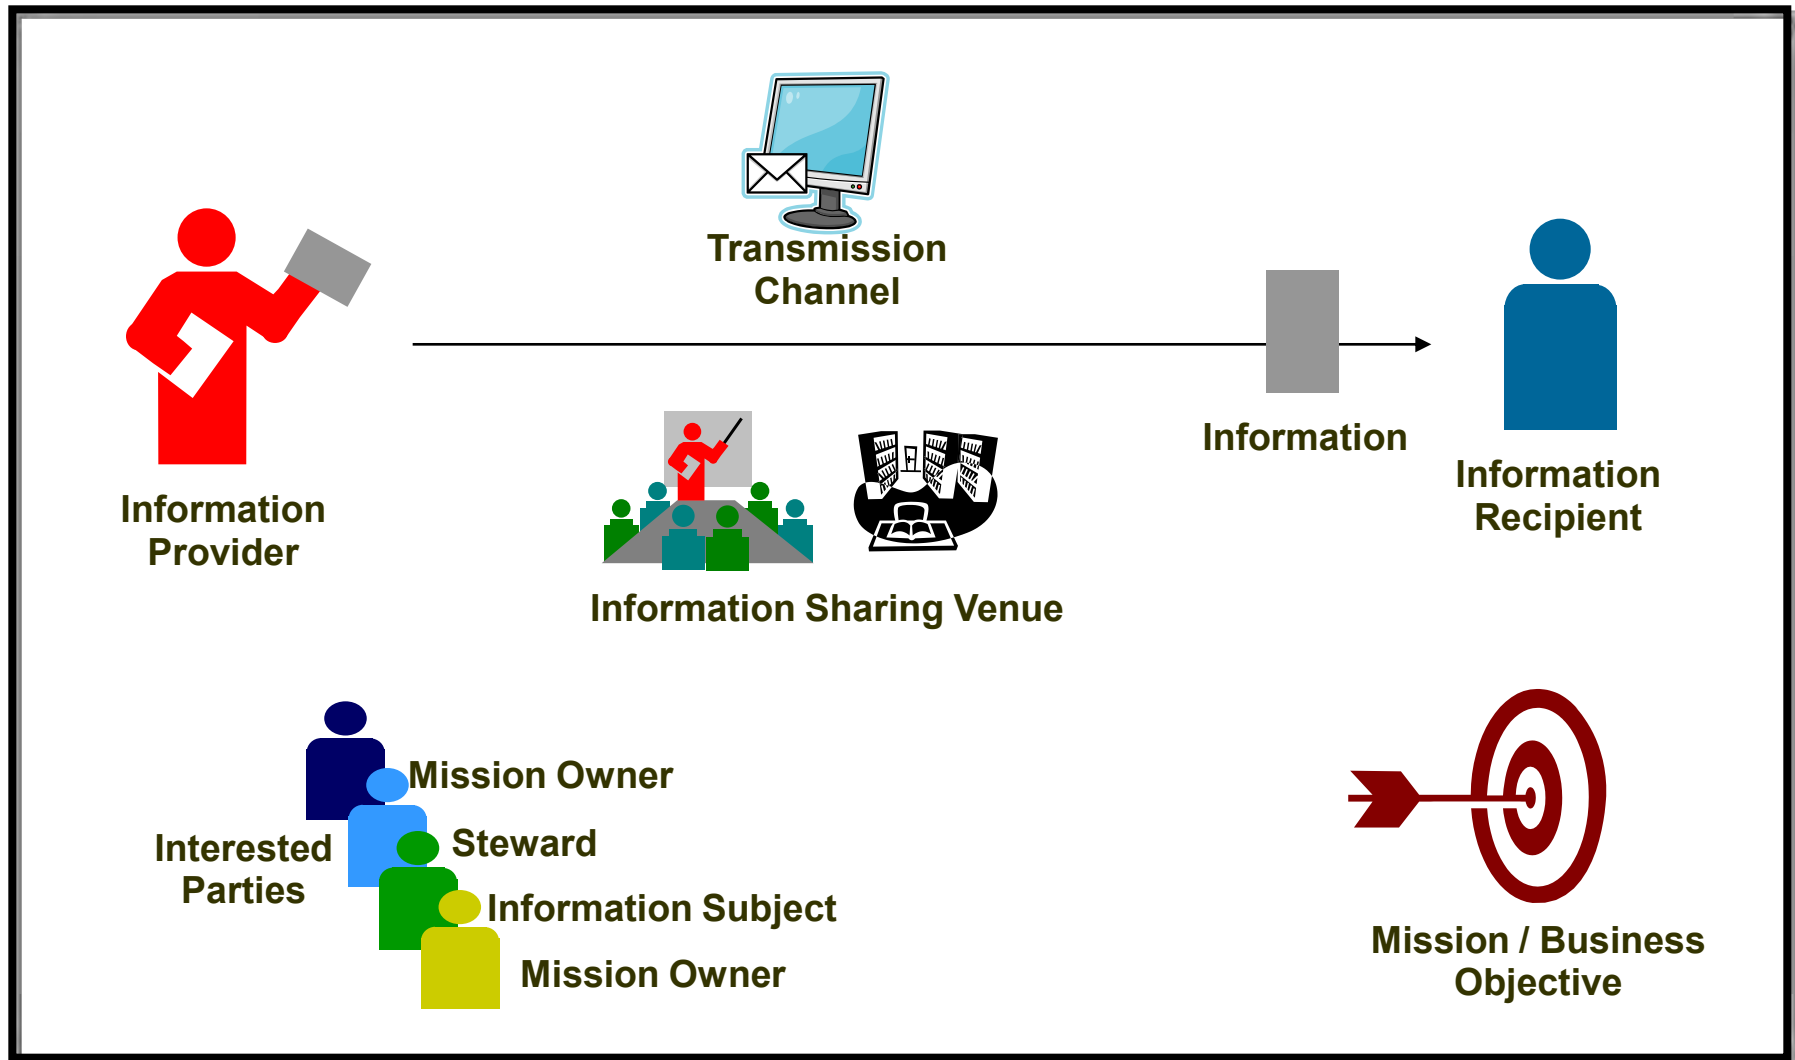 Transmission
Channel
Information
Provider
Information
Information
Recipient
Information Sharing Venue
Mission Owner
Interested
Parties
Steward
Information Subject
Mission Owner
Mission / Business
Objective